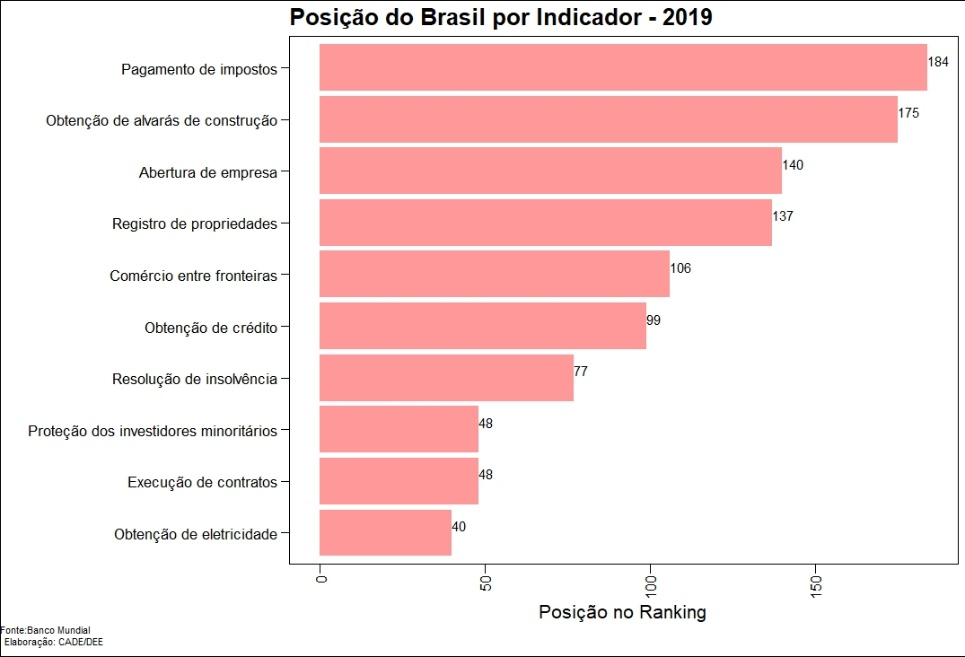 Posição do Brasil por Indicador - 2019
Pagamento de impostos 184
Obtenção de alvarás de construção 175
Abertura de empresa 140
Registro de propriedades 137
Comércio entre fronteiras 106
Obtenção de crédito 99
Resolução de insolvência 77
Proteção dos investidores minoritários 48
Execução de contratos 48
Obtenção de eletricidade 40
0 50 100 150
Posição no Ranking
Fonte:Banco Mundial
Elaboração: CADE/DEE